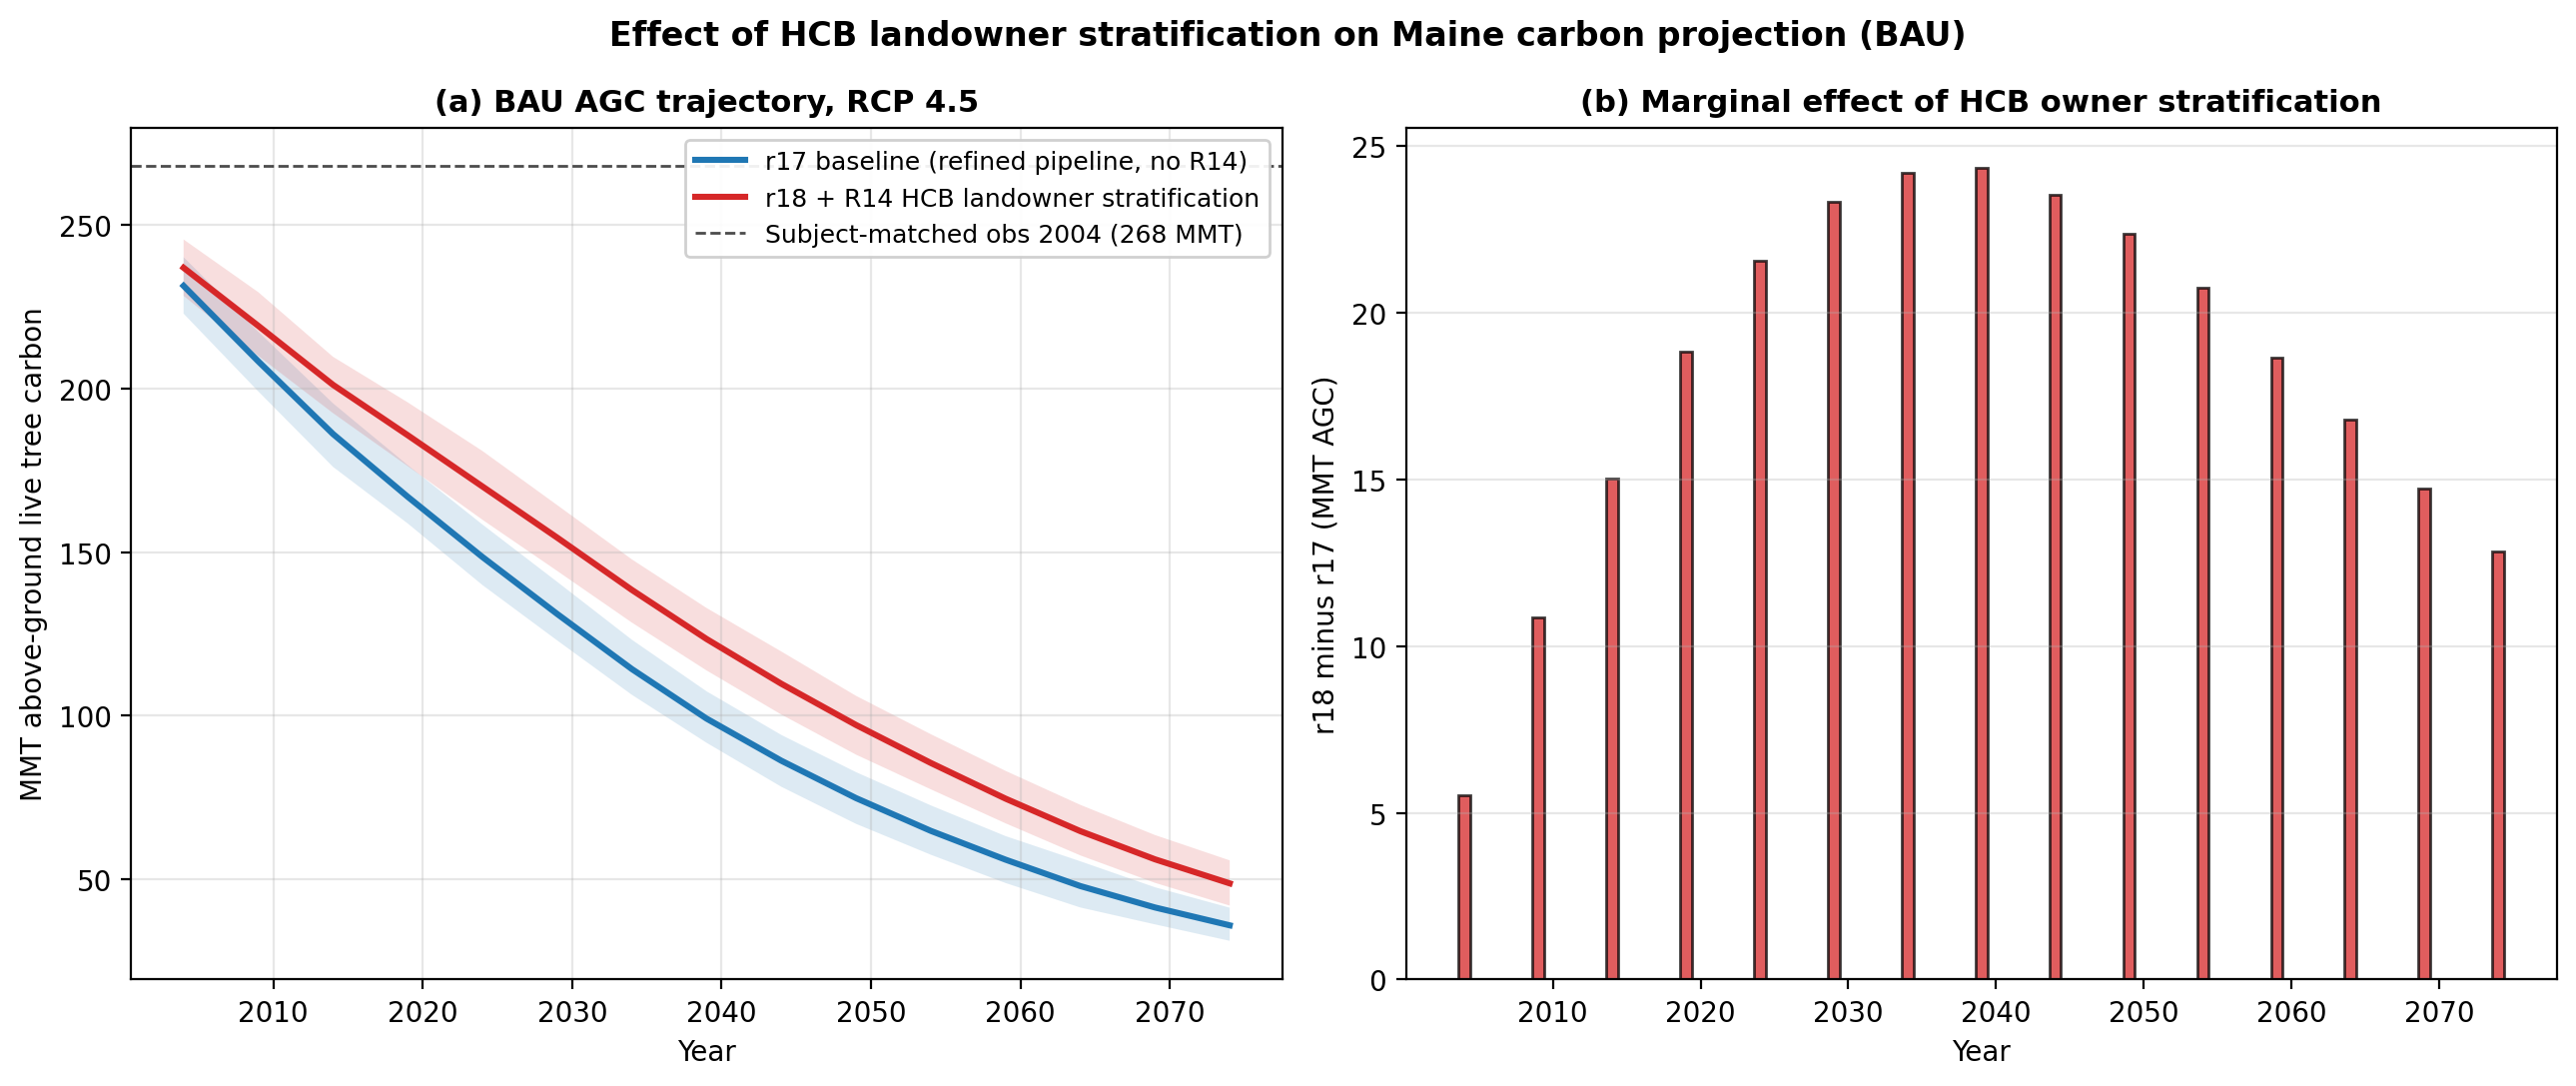 Effect of HCB landowner stratification on Maine carbon projection (BAU)
(a) BAU AGC trajectory, RCP 4.5
r17 baseline (refined pipeline, no R14)
r18 + R14 HCB landowner stratification
Subject-matched obs 2004 (268 MMT)
MMT above-ground live tree carbon
250
200
150
100
50
2010 2020 2030 2040 2050 2060 2070
Year
(b) Marginal effect of HCB owner stratification
r18 minus r17 (MMT AGC)
25
20
15
10
5
0
2010 2020 2030 2040 2050 2060 2070
Year